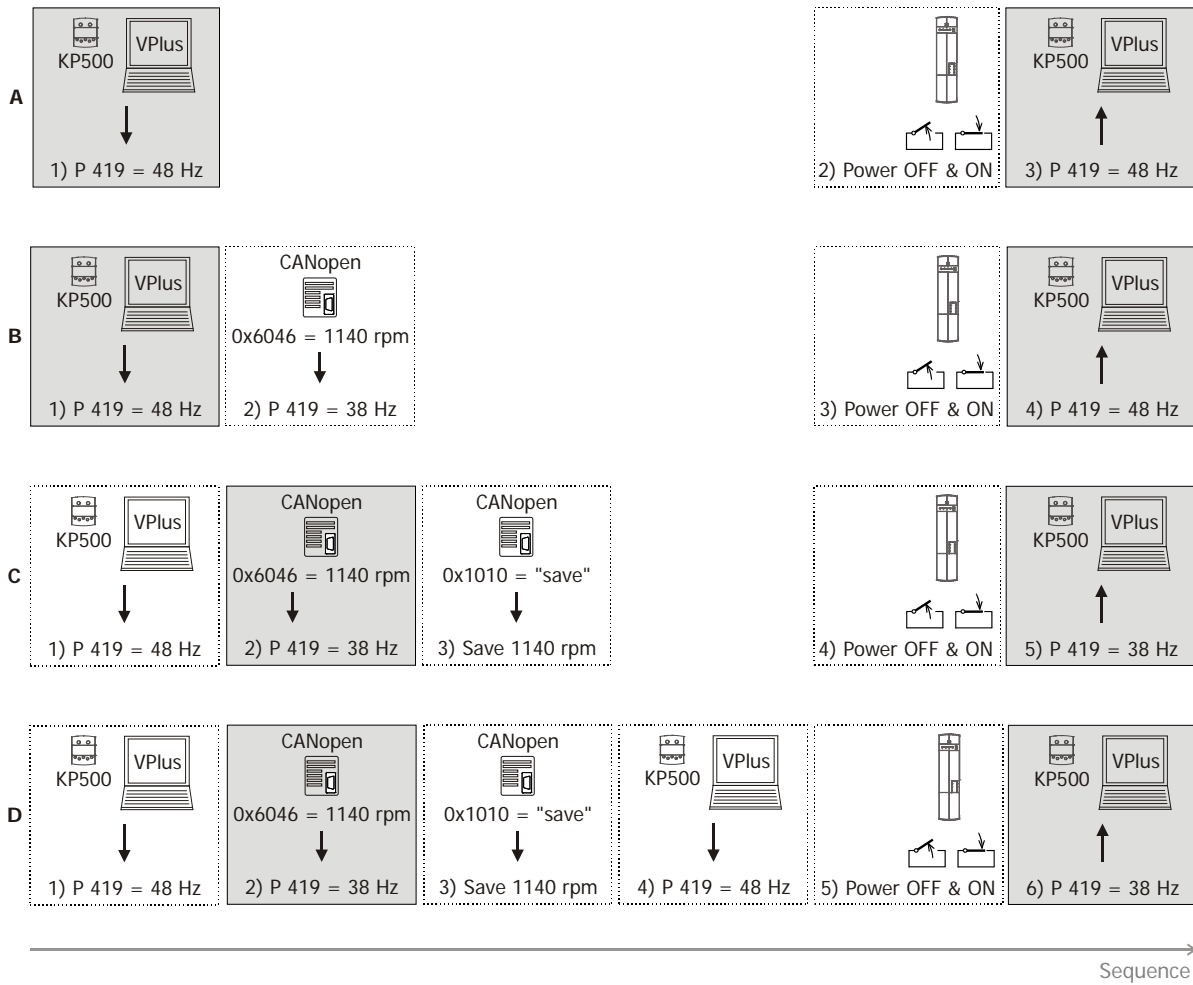 A
KP500
VPlus
1) P 419 = 48 Hz
2) Power OFF & ON
KP500
VPlus
3) P 419 = 48 Hz
B
KP500
VPlus
1) P 419 = 48 Hz
CANopen
0x6046 = 1140 rpm
2) P 419 = 38 Hz
3) Power OFF & ON
KP500
VPlus
4) P 419 = 48 Hz
C
KP500
VPlus
1) P 419 = 48 Hz
CANopen
0x6046 = 1140 rpm
2) P 419 = 38 Hz
CANopen
0x1010 = "save"
3) Save 1140 rpm
4) Power OFF & ON
KP500
VPlus
5) P 419 = 38 Hz
D
KP500
VPlus
1) P 419 = 48 Hz
CANopen
0x6046 = 1140 rpm
2) P 419 = 38 Hz
CANopen
0x1010 = "save"
3) Save 1140 rpm
KP500
VPlus
4) P 419 = 48 Hz
5) Power OFF & ON
KP500
VPlus
6) P 419 = 38 Hz
Sequence